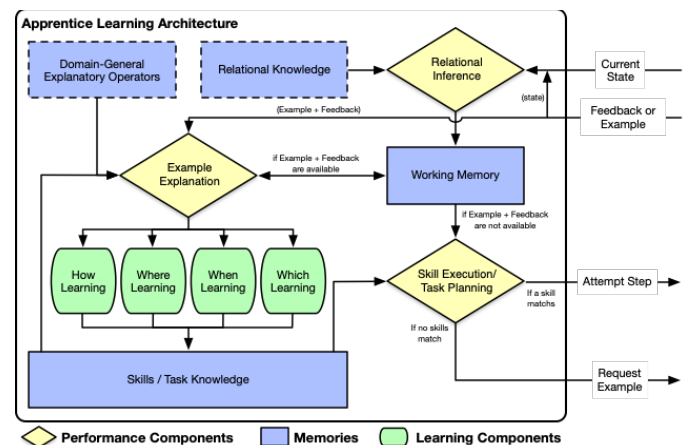 Apprentice Learning Architecture
Domain-General
Explanatory Operators
Relational Knowledge
Relational
Inference
Current
State
(state)
Feedback or
Example
(Example + Feedback)
Example
Explanation
if Example + Feedback
are available
Working Memory
if Example + Feedback
are not available
How
Learning
Where
Learning
When
Learning
Which
Learning
Skill Execution/
Task Planning
If a skill
matchs
Attempt Step
If no skills
match
Skills / Task Knowledge
Request
Example
Performance Components
Memories
Learning Components